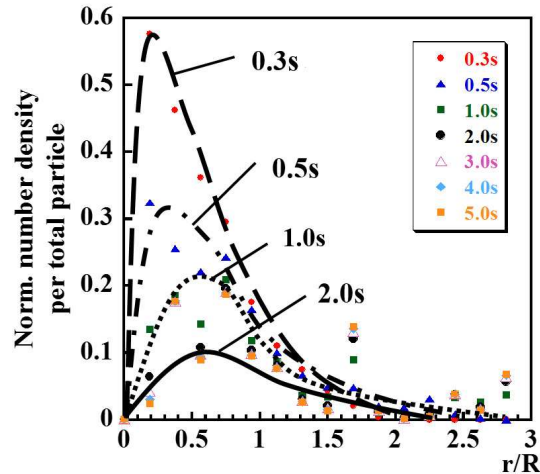 0.6
0.5
0.4
0.3
0.2
0.1
0
Norm. number density
per total particle
0.3s
0.5s
1.0s
2.0s
0.3s
0.5s
1.0s
2.0s
3.0s
4.0s
5.0s
0 0.5 1 1.5 2 2.5 3
r/R